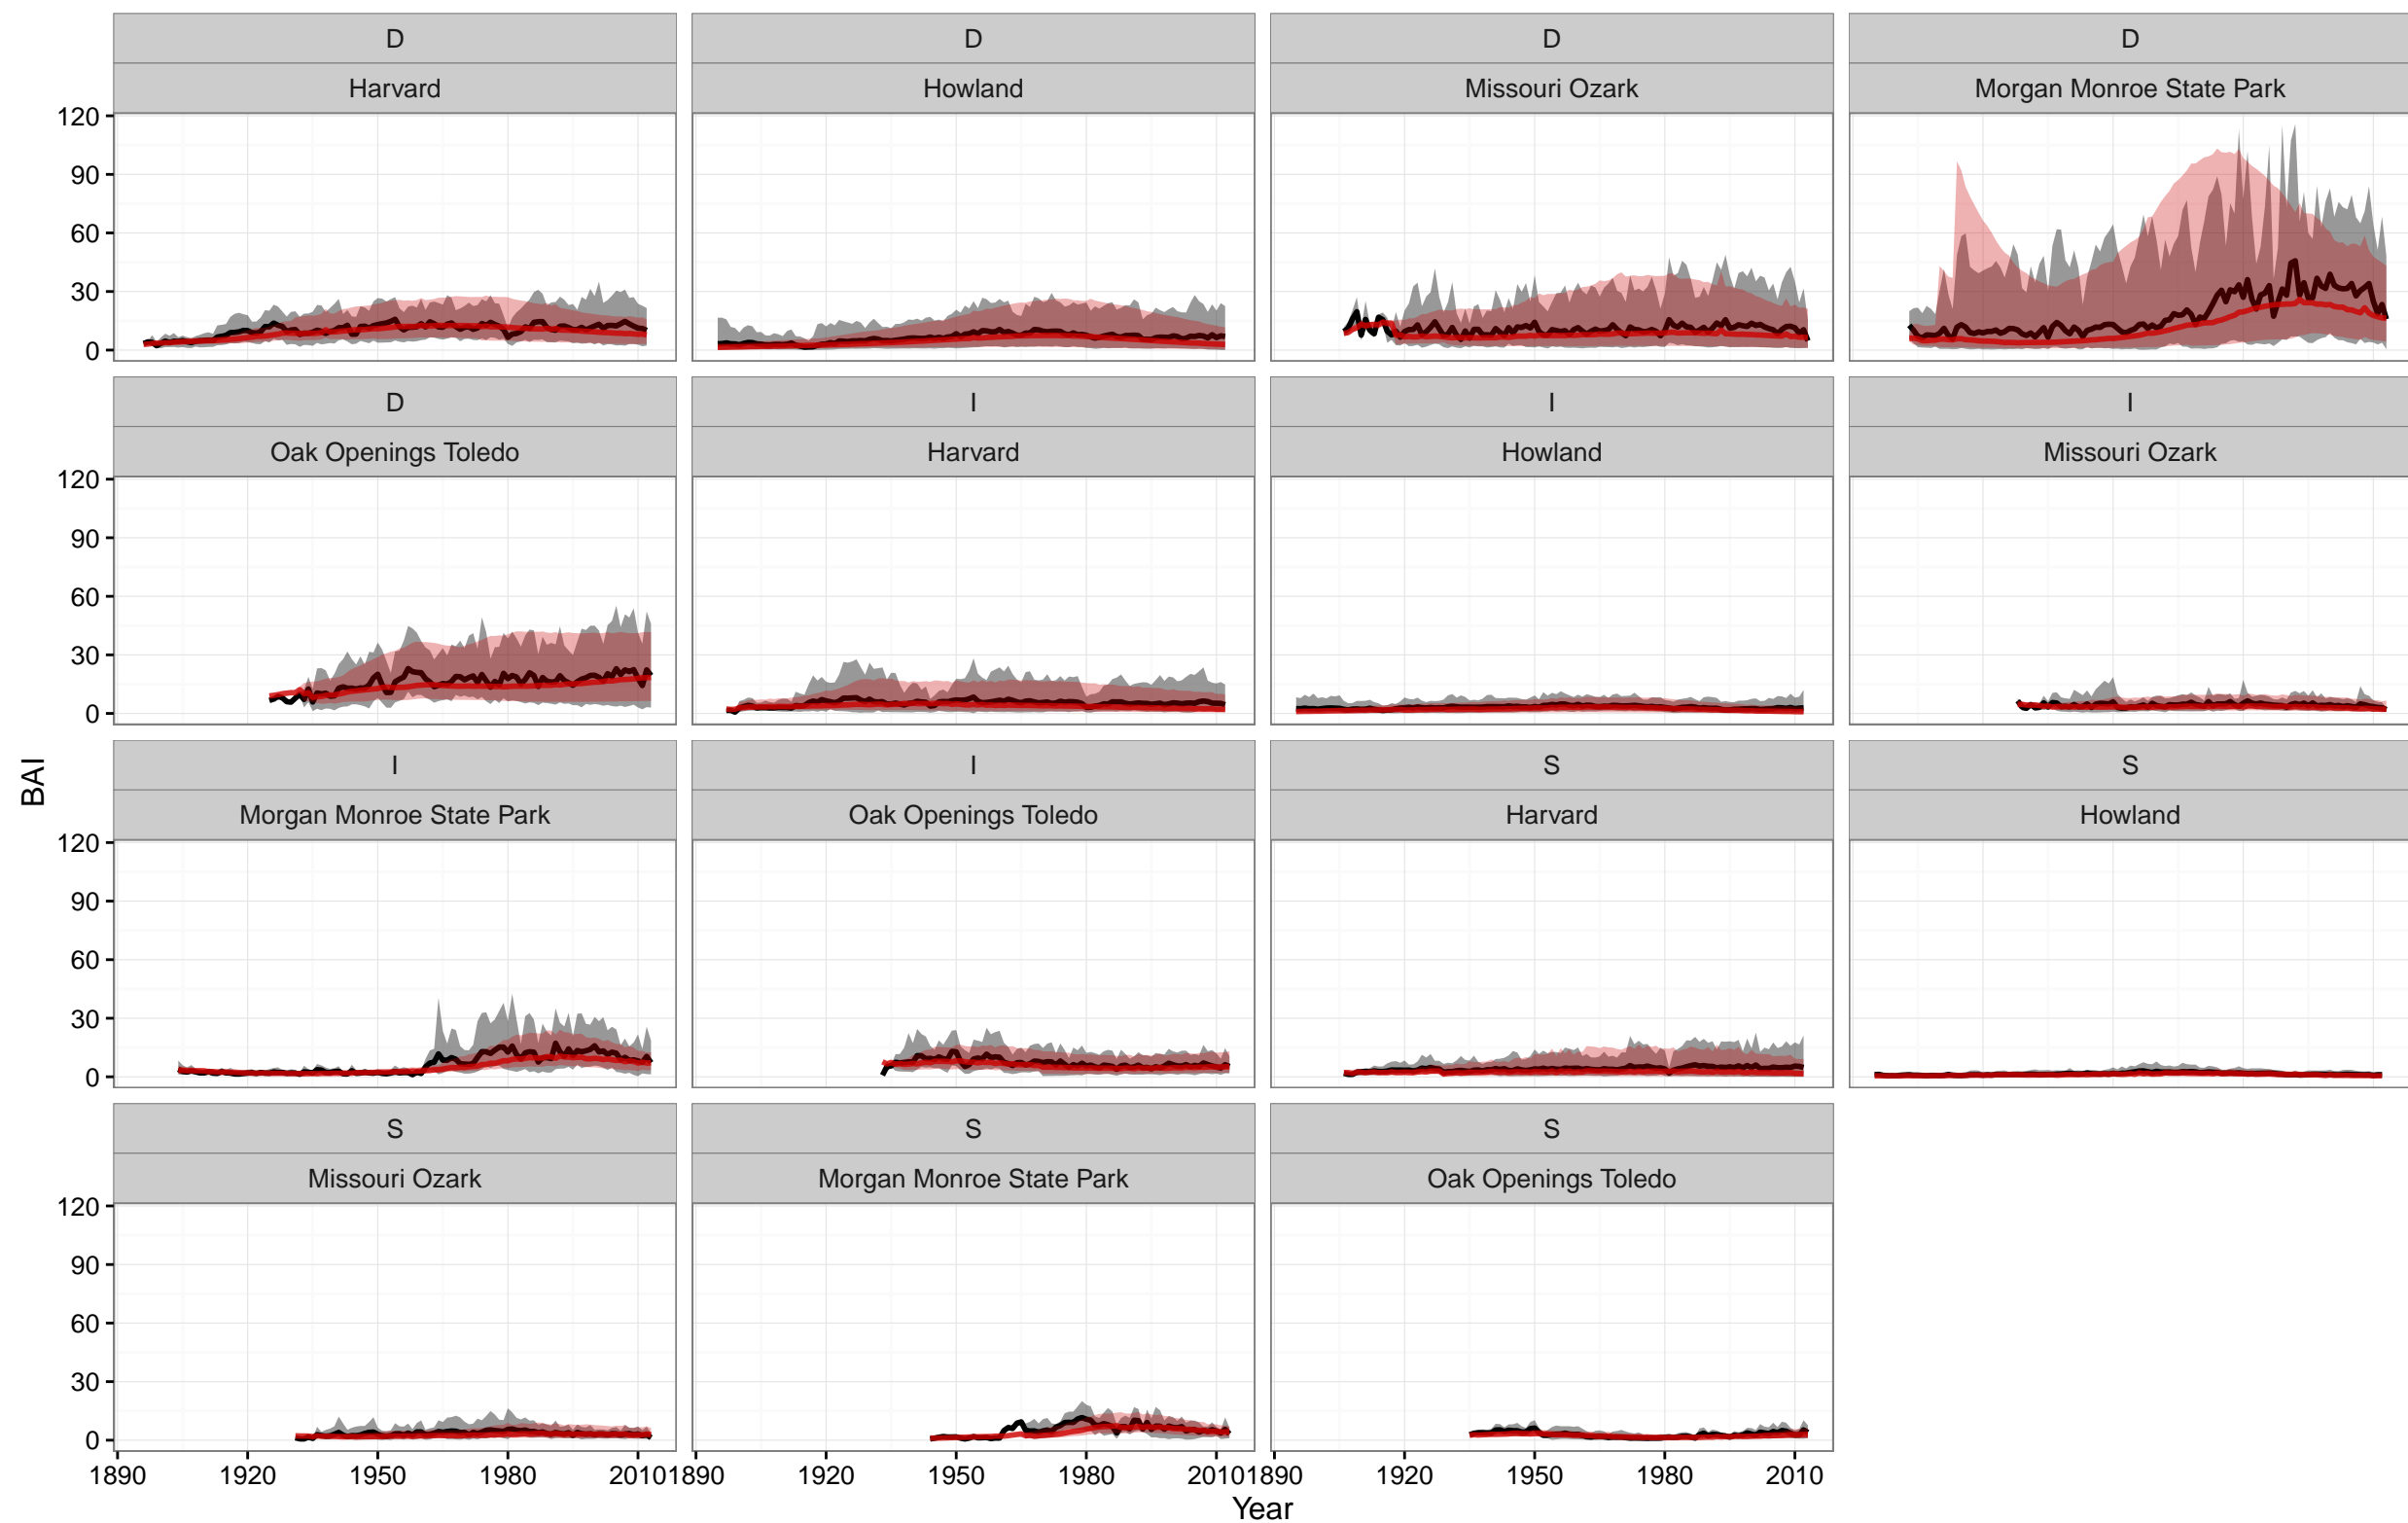 D D D D
Harvard Howland Missouri Ozark Morgan Monroe State Park
120
90
60
30
0
D I I I
Oak Openings Toledo Harvard Howland Missouri Ozark
120
90
60
30
0
BAI
I I S S
Morgan Monroe State Park Oak Openings Toledo Harvard Howland
120
90
60
30
0
S S S
Missouri Ozark Morgan Monroe State Park Oak Openings Toledo
120
90
60
30
0
1890 1920 1950 1980 2010 1890 1920 1950 1980 2010 1890 1920 1950 1980 2010
Year